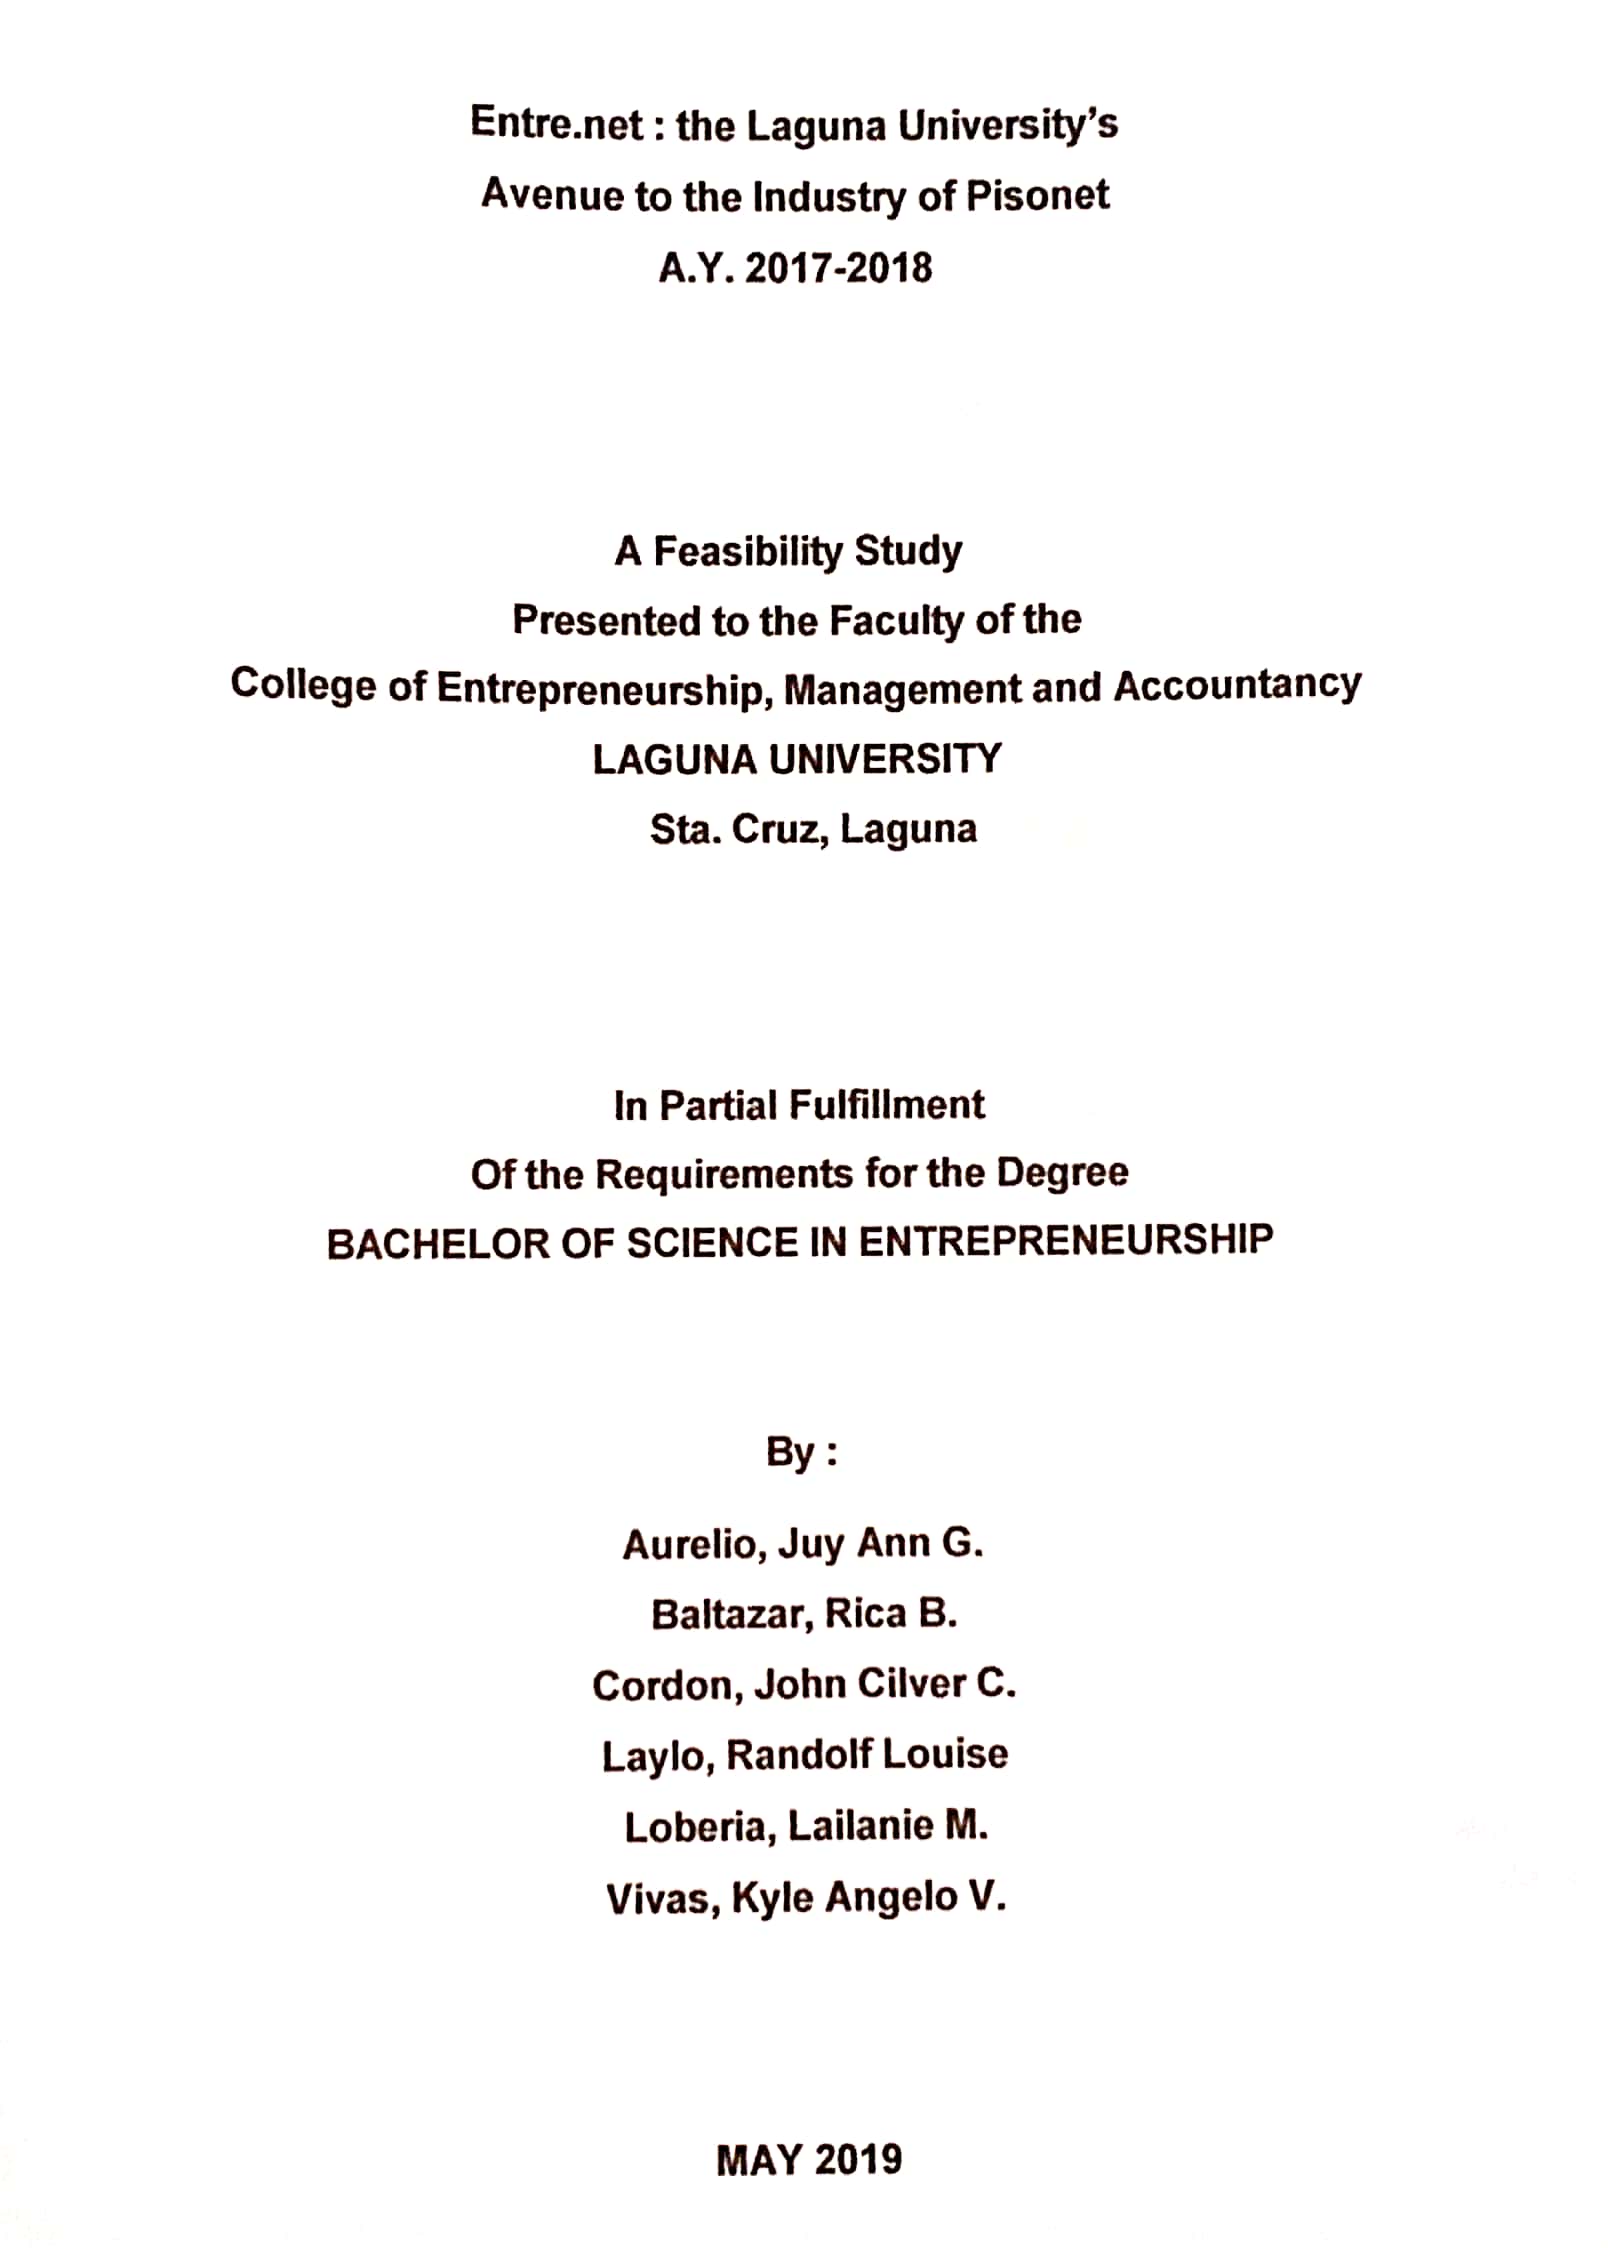 Entre.net : the Laguna University's
Avenue to the Industry of Pisonet
A.Y. 2017-2018
A Feasibility Study
Presented to the Faculty of the
College of Entrepreneurship, Management and Accountancy
LAGUNA UNIVERSITY
Sta. Cruz, Laguna
In Partial Fulfillment
Of the Requirements for the Degree
BACHELOR OF SCIENCE IN ENTREPRENEURSHIP
By :
Aurelio, Juy Ann G.
Baltazar, Rica B.
Cordon, John Cilver C.
Laylo, Randolf Louise
Loberia, Lailanie M.
Vivas, Kyle Angelo V.
MAY 2019